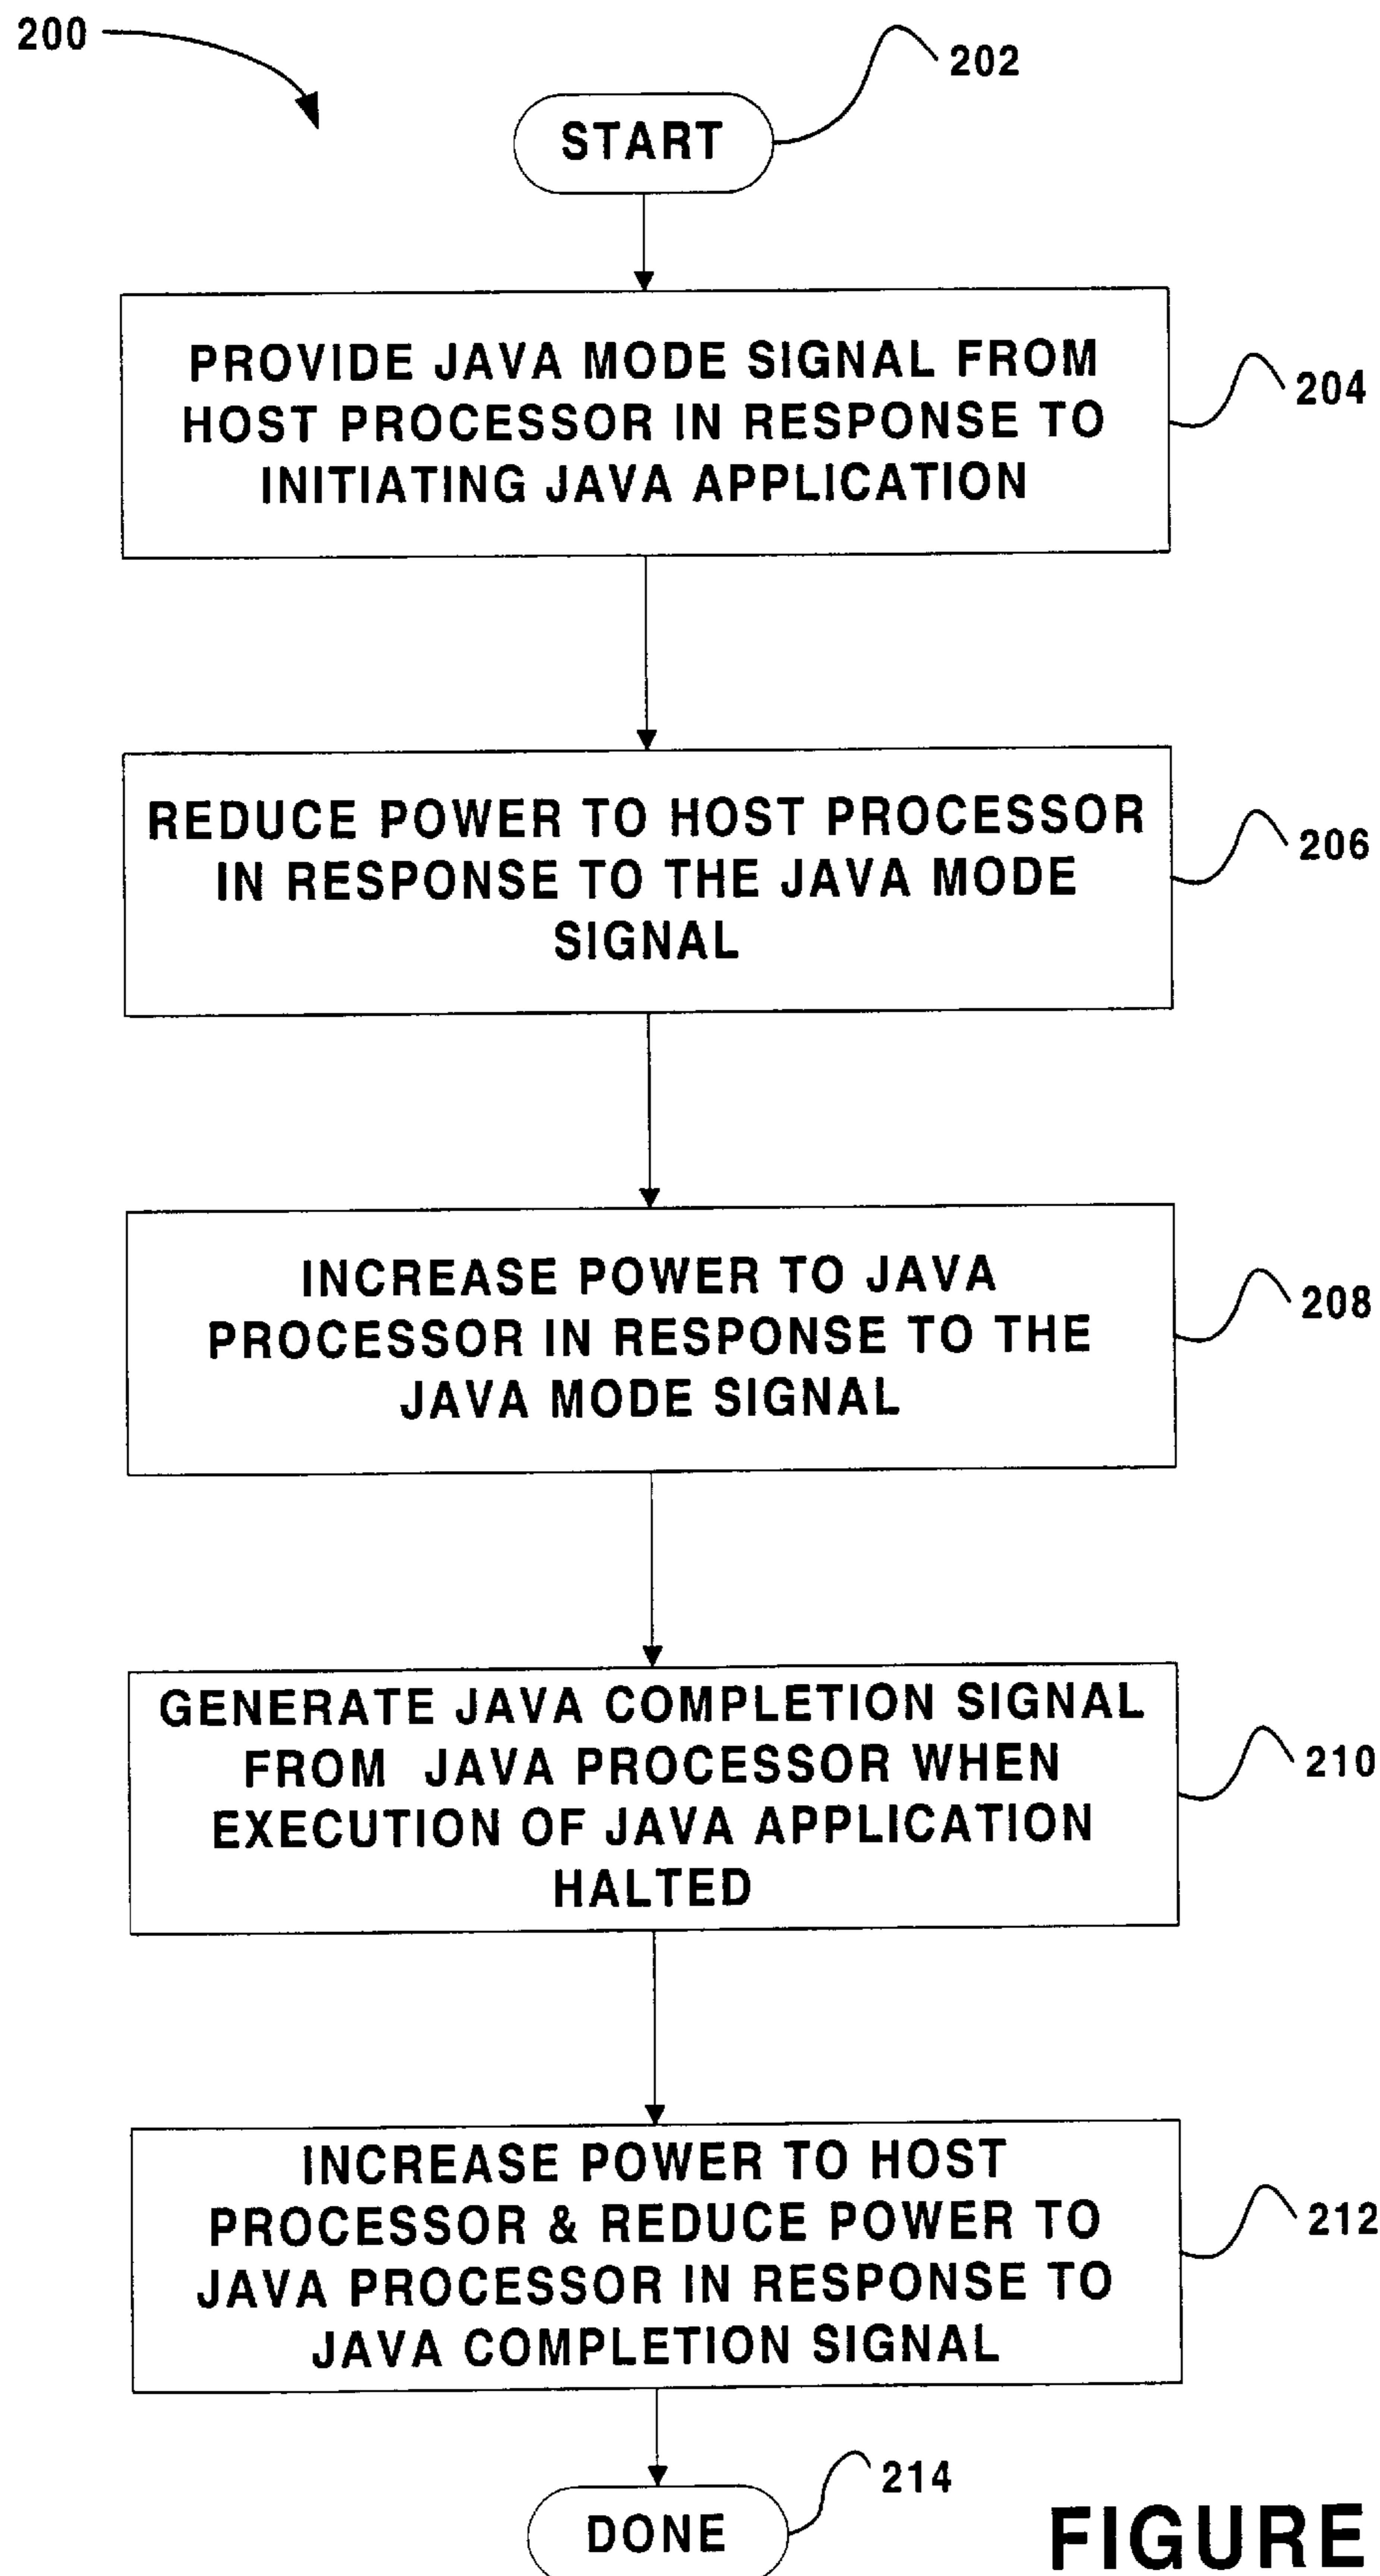 200
202
START
PROVIDE JAVA MODE SIGNAL FROM
HOST PROCESSOR IN RESPONSE TO
INITIATING JAVA APPLICATION
204
REDUCE POWER TO HOST PROCESSOR
IN RESPONSE TO THE JAVA MODE
SIGNAL
206
INCREASE POWER TO JAVA
PROCESSOR IN RESPONSE TO THE
JAVA MODE SIGNAL
208
GENERATE JAVA COMPLETION SIGNAL
FROM JAVA PROCESSOR WHEN
EXECUTION OF JAVA APPLICATION
HALTED
210
INCREASE POWER TO HOST
PROCESSOR & REDUCE POWER TO
JAVA PROCESSOR IN RESPONSE TO
JAVA COMPLETION SIGNAL
212
214
DONE
FIGURE